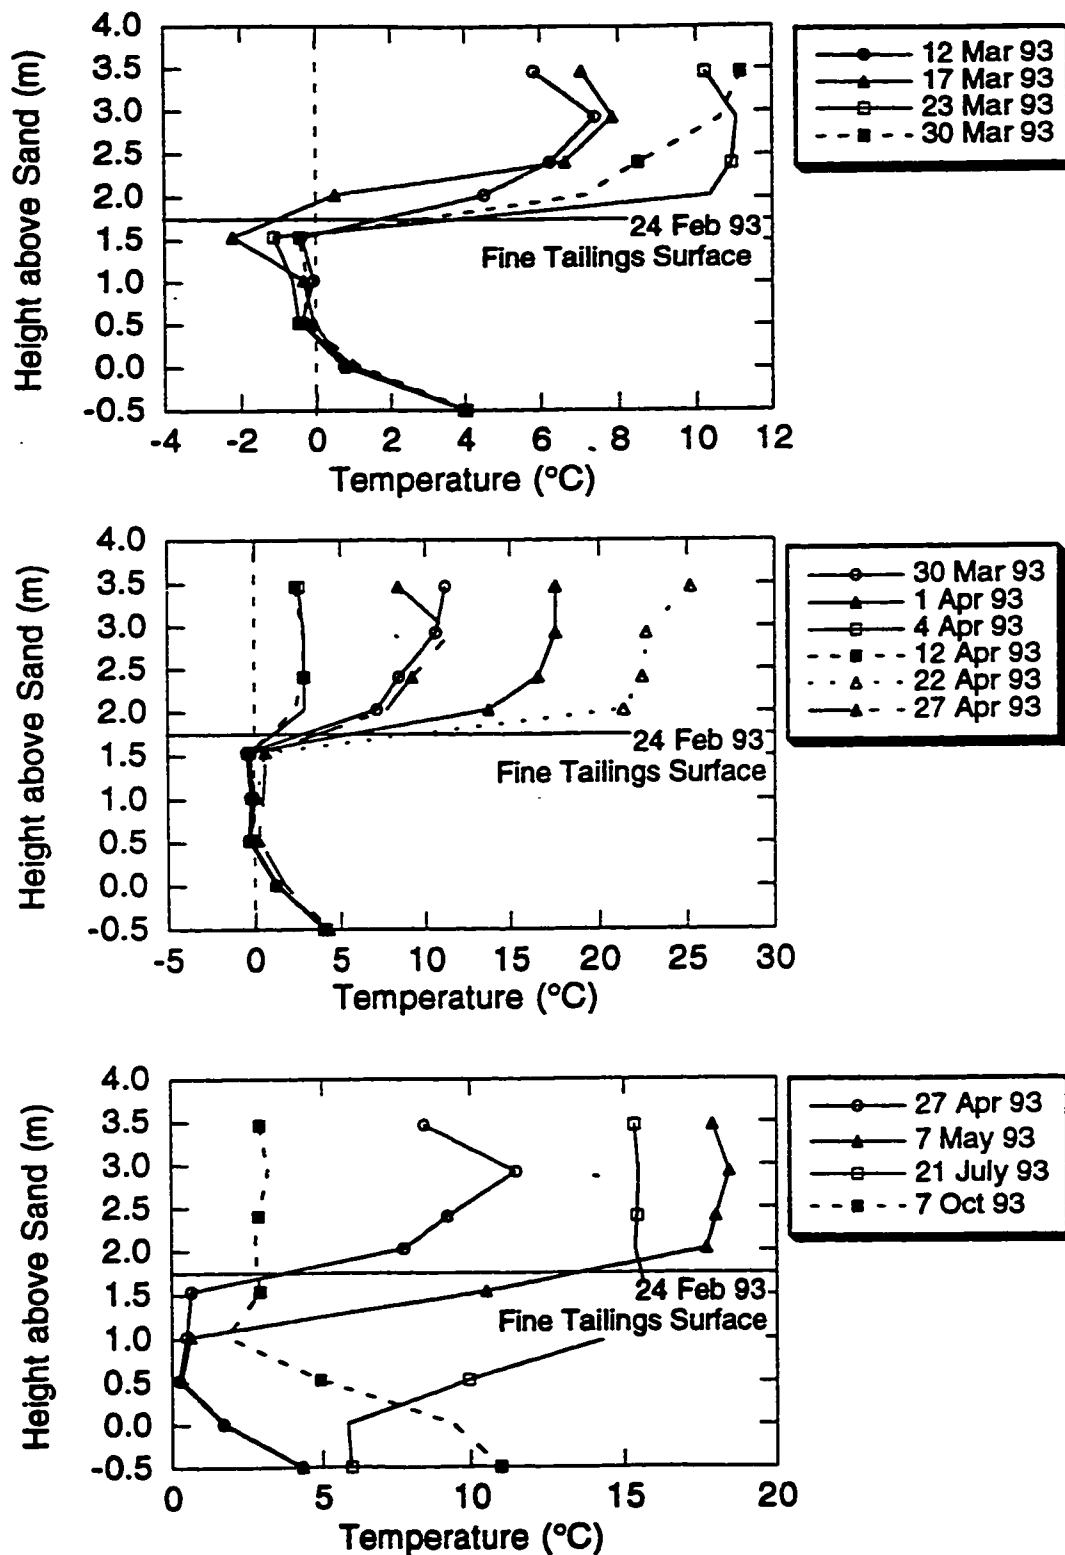 4.0
3.5
3.0
2.5
2.0
1.5
1.0
0.5
0.0
-0.5
Height above Sand (m)
24 Feb 93
Fine Tailings Surface
-4 -2 0 2 4 6 8 10 12
Temperature (°C)
12 Mar 93
17 Mar 93
23 Mar 93
30 Mar 93
4.0
3.5
3.0
2.5
2.0
1.5
1.0
0.5
0.0
-0.5
Height above Sand (m)
24 Feb 93
Fine Tailings Surface
-5 0 5 10 15 20 25 30
Temperature (°C)
30 Mar 93
1 Apr 93
4 Apr 93
12 Apr 93
22 Apr 93
27 Apr 93
4.0
3.5
3.0
2.5
2.0
1.5
1.0
0.5
0.0
-0.5
Height above Sand (m)
24 Feb 93
Fine Tailings Surface
0 5 10 15 20
Temperature (°C)
27 Apr 93
7 May 93
21 July 93
7 Oct 93